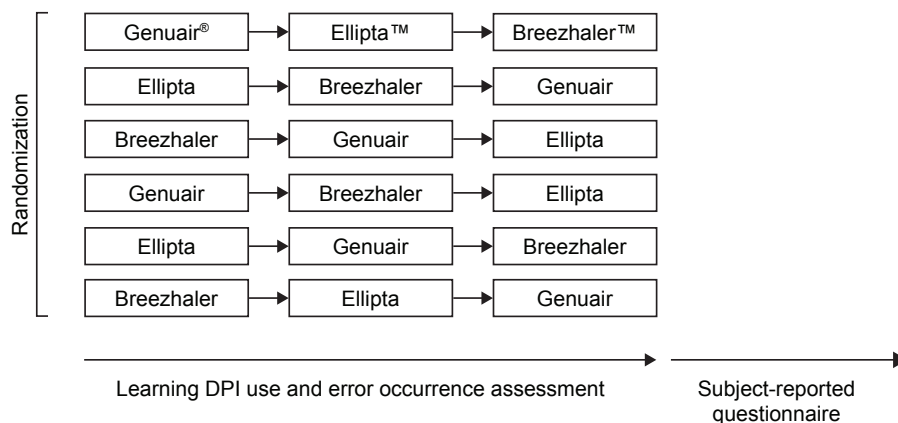 Randomization
Genuair® Ellipta™ Breezhaler™
Ellipta Breezhaler Genuair
Breezhaler Genuair Ellipta
Genuair Breezhaler Ellipta
Ellipta Genuair Breezhaler
Breezhaler Ellipta Genuair
Learning DPI use and error occurrence assessment
Subject-reported
questionnaire